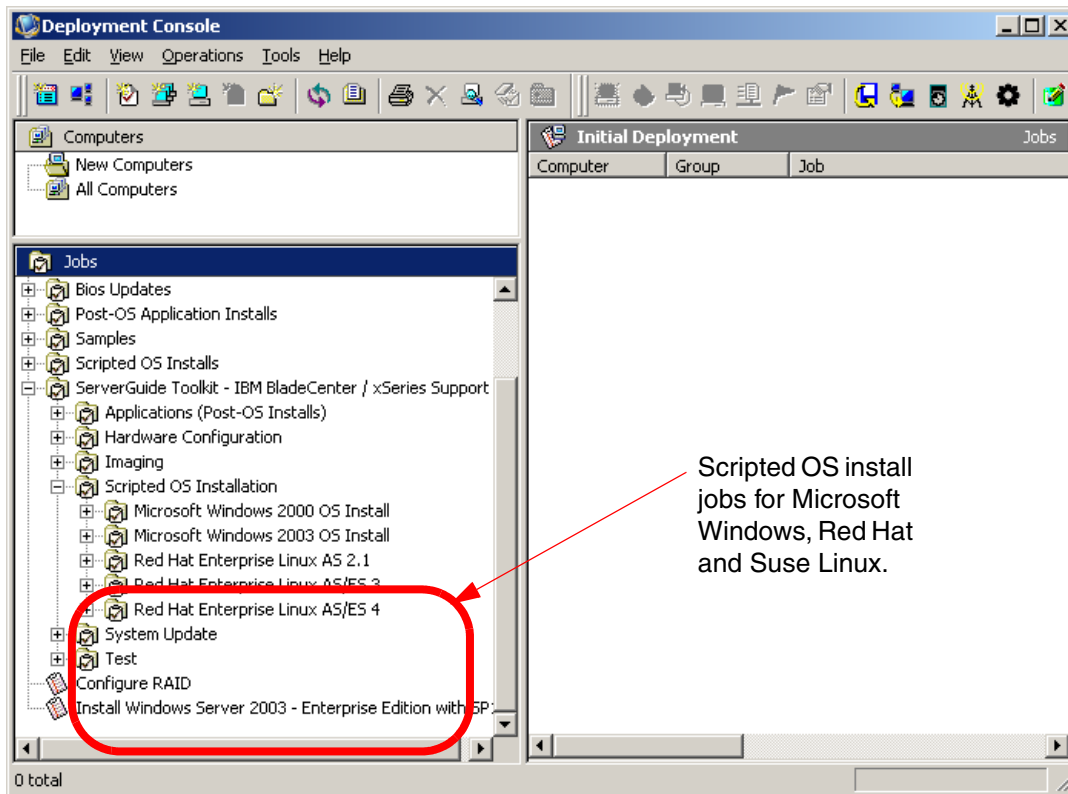 Deployment Console
File Edit View Operations Tools Help
Computers
New Computers
All Computers
Initial Deployment Jobs
Computer Group Job
Jobs
Bios Updates
Post-OS Application Installs
Samples
Scripted OS Installs
ServerGuide Toolkit - IBM BladeCenter / xSeries Support
Applications (Post-OS Installs)
Hardware Configuration
Imaging
Scripted OS Installation
Microsoft Windows 2000 OS Install
Microsoft Windows 2003 OS Install
Red Hat Enterprise Linux AS 2.1
Red Hat Enterprise Linux AS/ES 3
Red Hat Enterprise Linux AS/ES 4
System Update
Test
Configure RAID
Install Windows Server 2003 - Enterprise Edition with SP1
Scripted OS install
jobs for Microsoft
Windows, Red Hat
and Suse Linux.
0 total